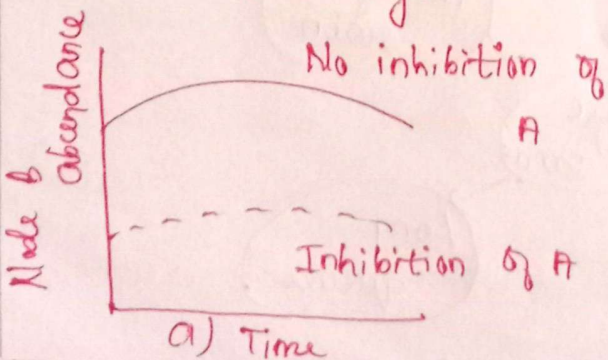 No inhibition of
A
Node B
abundance
Inhibition of A
a) Time